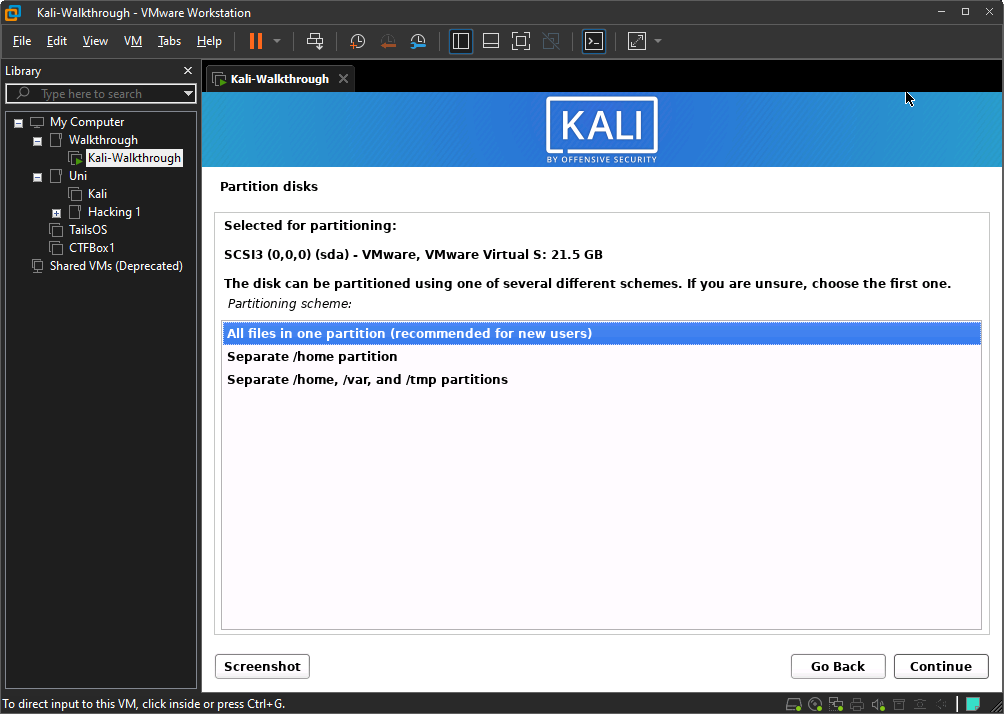 Kali-Walkthrough - VMware Workstation
File Edit View VM Tabs Help
Library
Type here to search
My Computer
Walkthrough
Kali-Walkthrough
Uni
Kali
Hacking 1
TailsOS
CTFBox1
Shared VMs (Deprecated)
Kali-Walkthrough
KALI
BY OFFENSIVE SECURITY
Partition disks
Selected for partitioning:
SCSI3 (0,0,0) (sda) - VMware, VMware Virtual S: 21.5 GB
The disk can be partitioned using one of several different schemes. If you are unsure, choose the first one.
Partitioning scheme:
All files in one partition (recommended for new users)
Separate /home partition
Separate /home, /var, and /tmp partitions
Screenshot
Go Back
Continue
To direct input to this VM, click inside or press Ctrl+G.